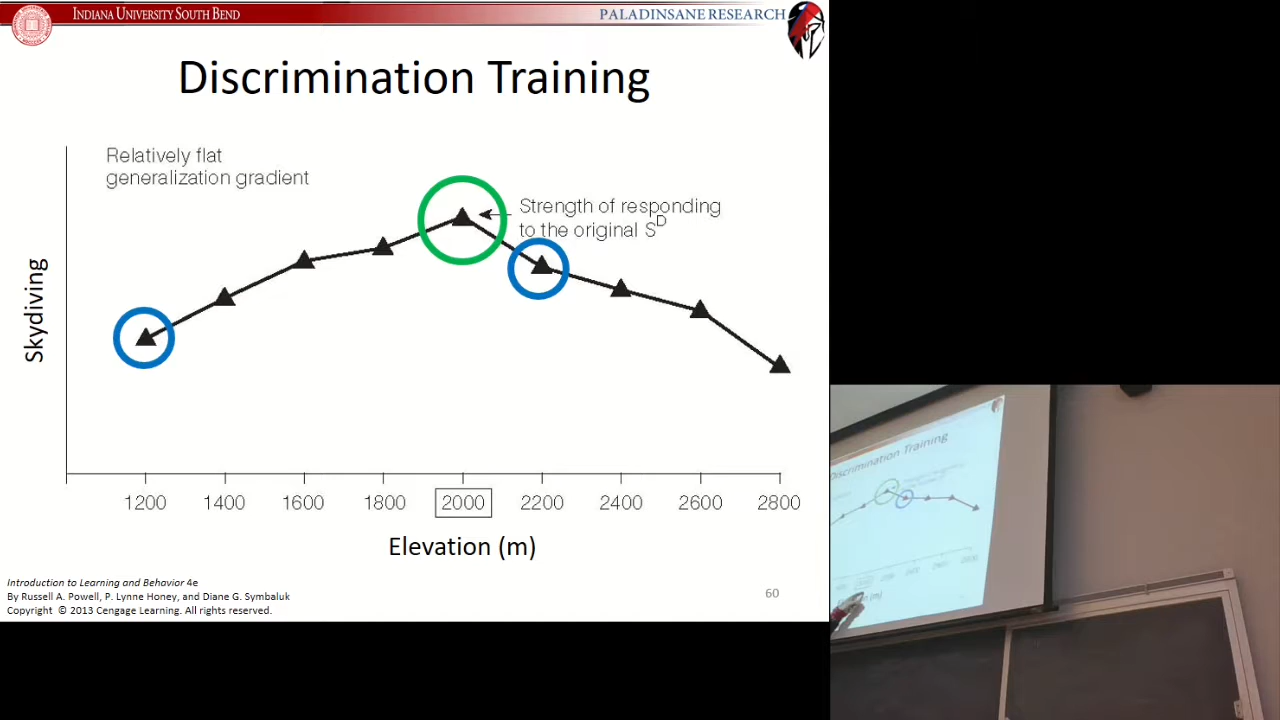 INDIANA UNIVERSITY SOUTH BEND
PALADINSANE RESEARCH
Discrimination Training
Relatively flat
generalization gradient
Strength of responding
to the original S^D
Skydiving
1200 1400 1600 1800 2000 2200 2400 2600 2800
Elevation (m)
Introduction to Learning and Behavior 4e
By Russell A. Powell, P. Lynne Honey, and Diane G. Symbaluk
Copyright © 2013 Cengage Learning. All rights reserved.
60
Discrimination Training